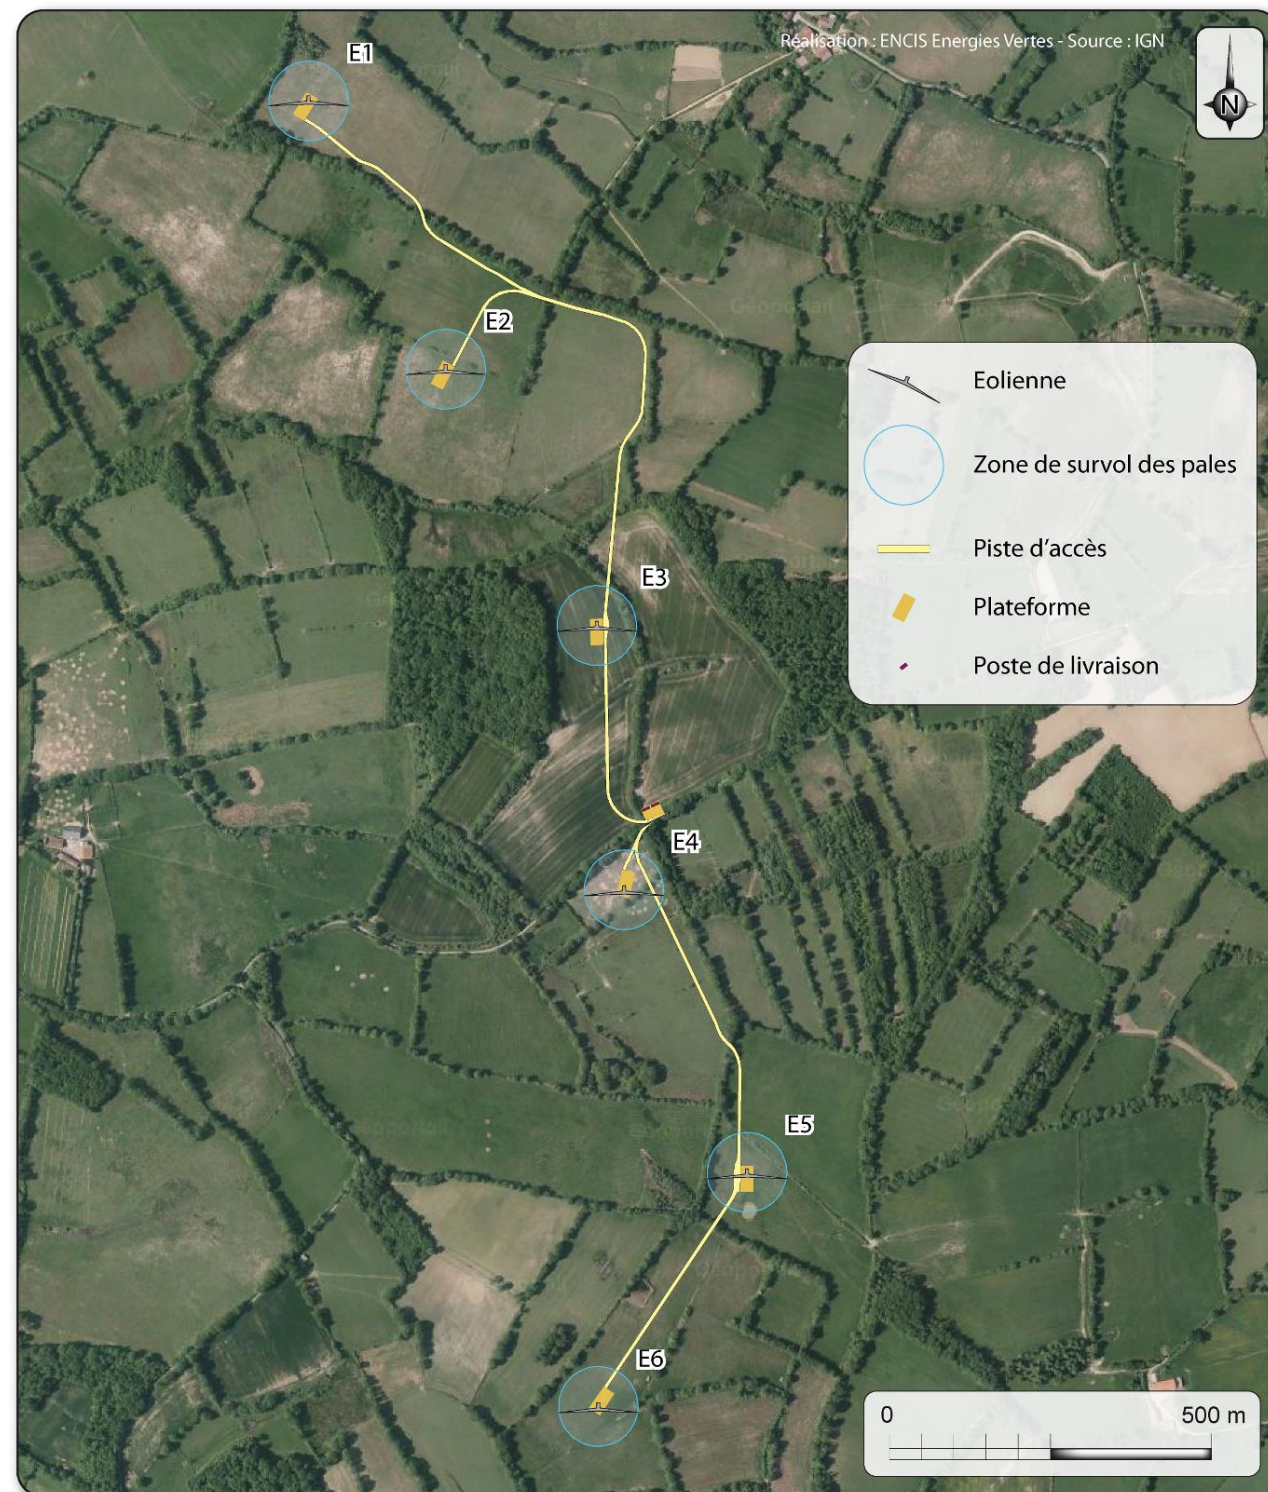 E1
Réalisation : ENCIS Energies Vertes - Source : IGN
N
E2
Eolienne
Zone de survol des pales
Piste d'accès
Plateforme
Poste de livraison
E3
E4
E5
E6
0 500 m